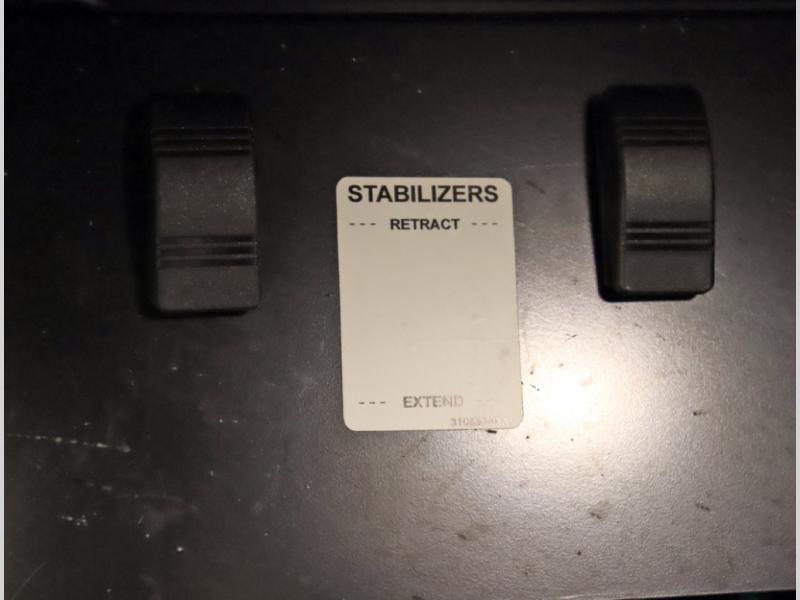 STABILIZERS
--- RETRACT ---
--- EXTEND --